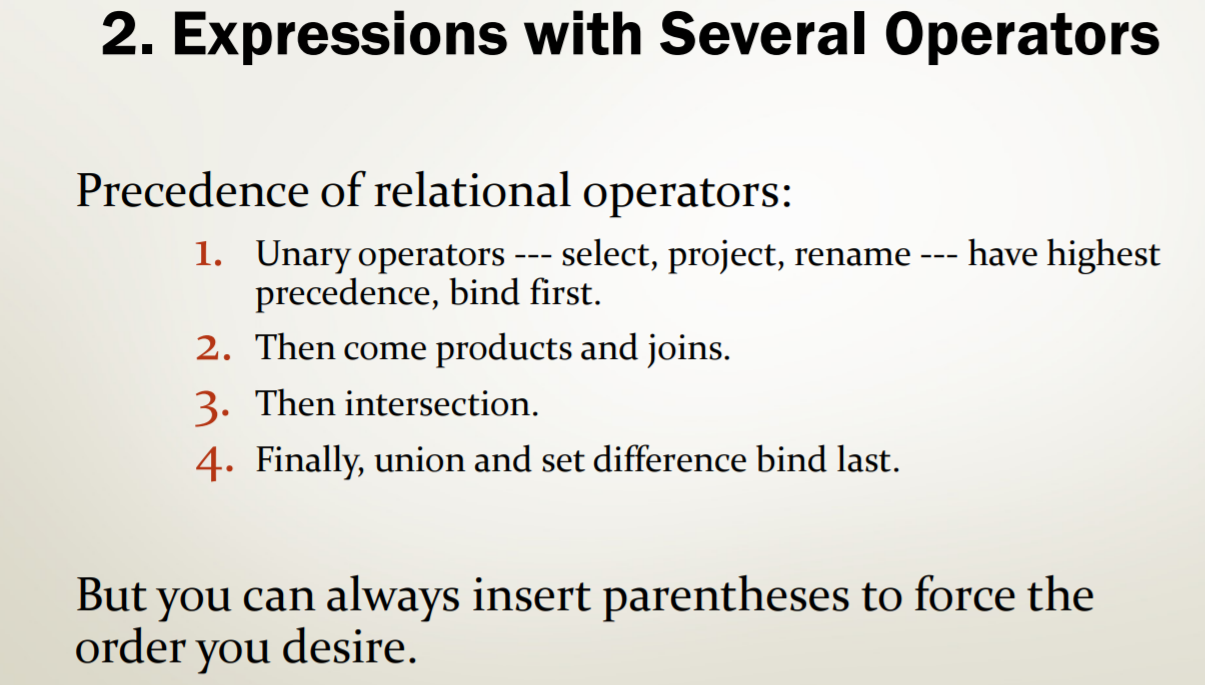 2. Expressions with Several Operators
Precedence of relational operators:
1. Unary operators --- select, project, rename --- have highest
precedence, bind first.
2. Then come products and joins.
3. Then intersection.
4. Finally, union and set difference bind last.
But you can always insert parentheses to force the
order you desire.